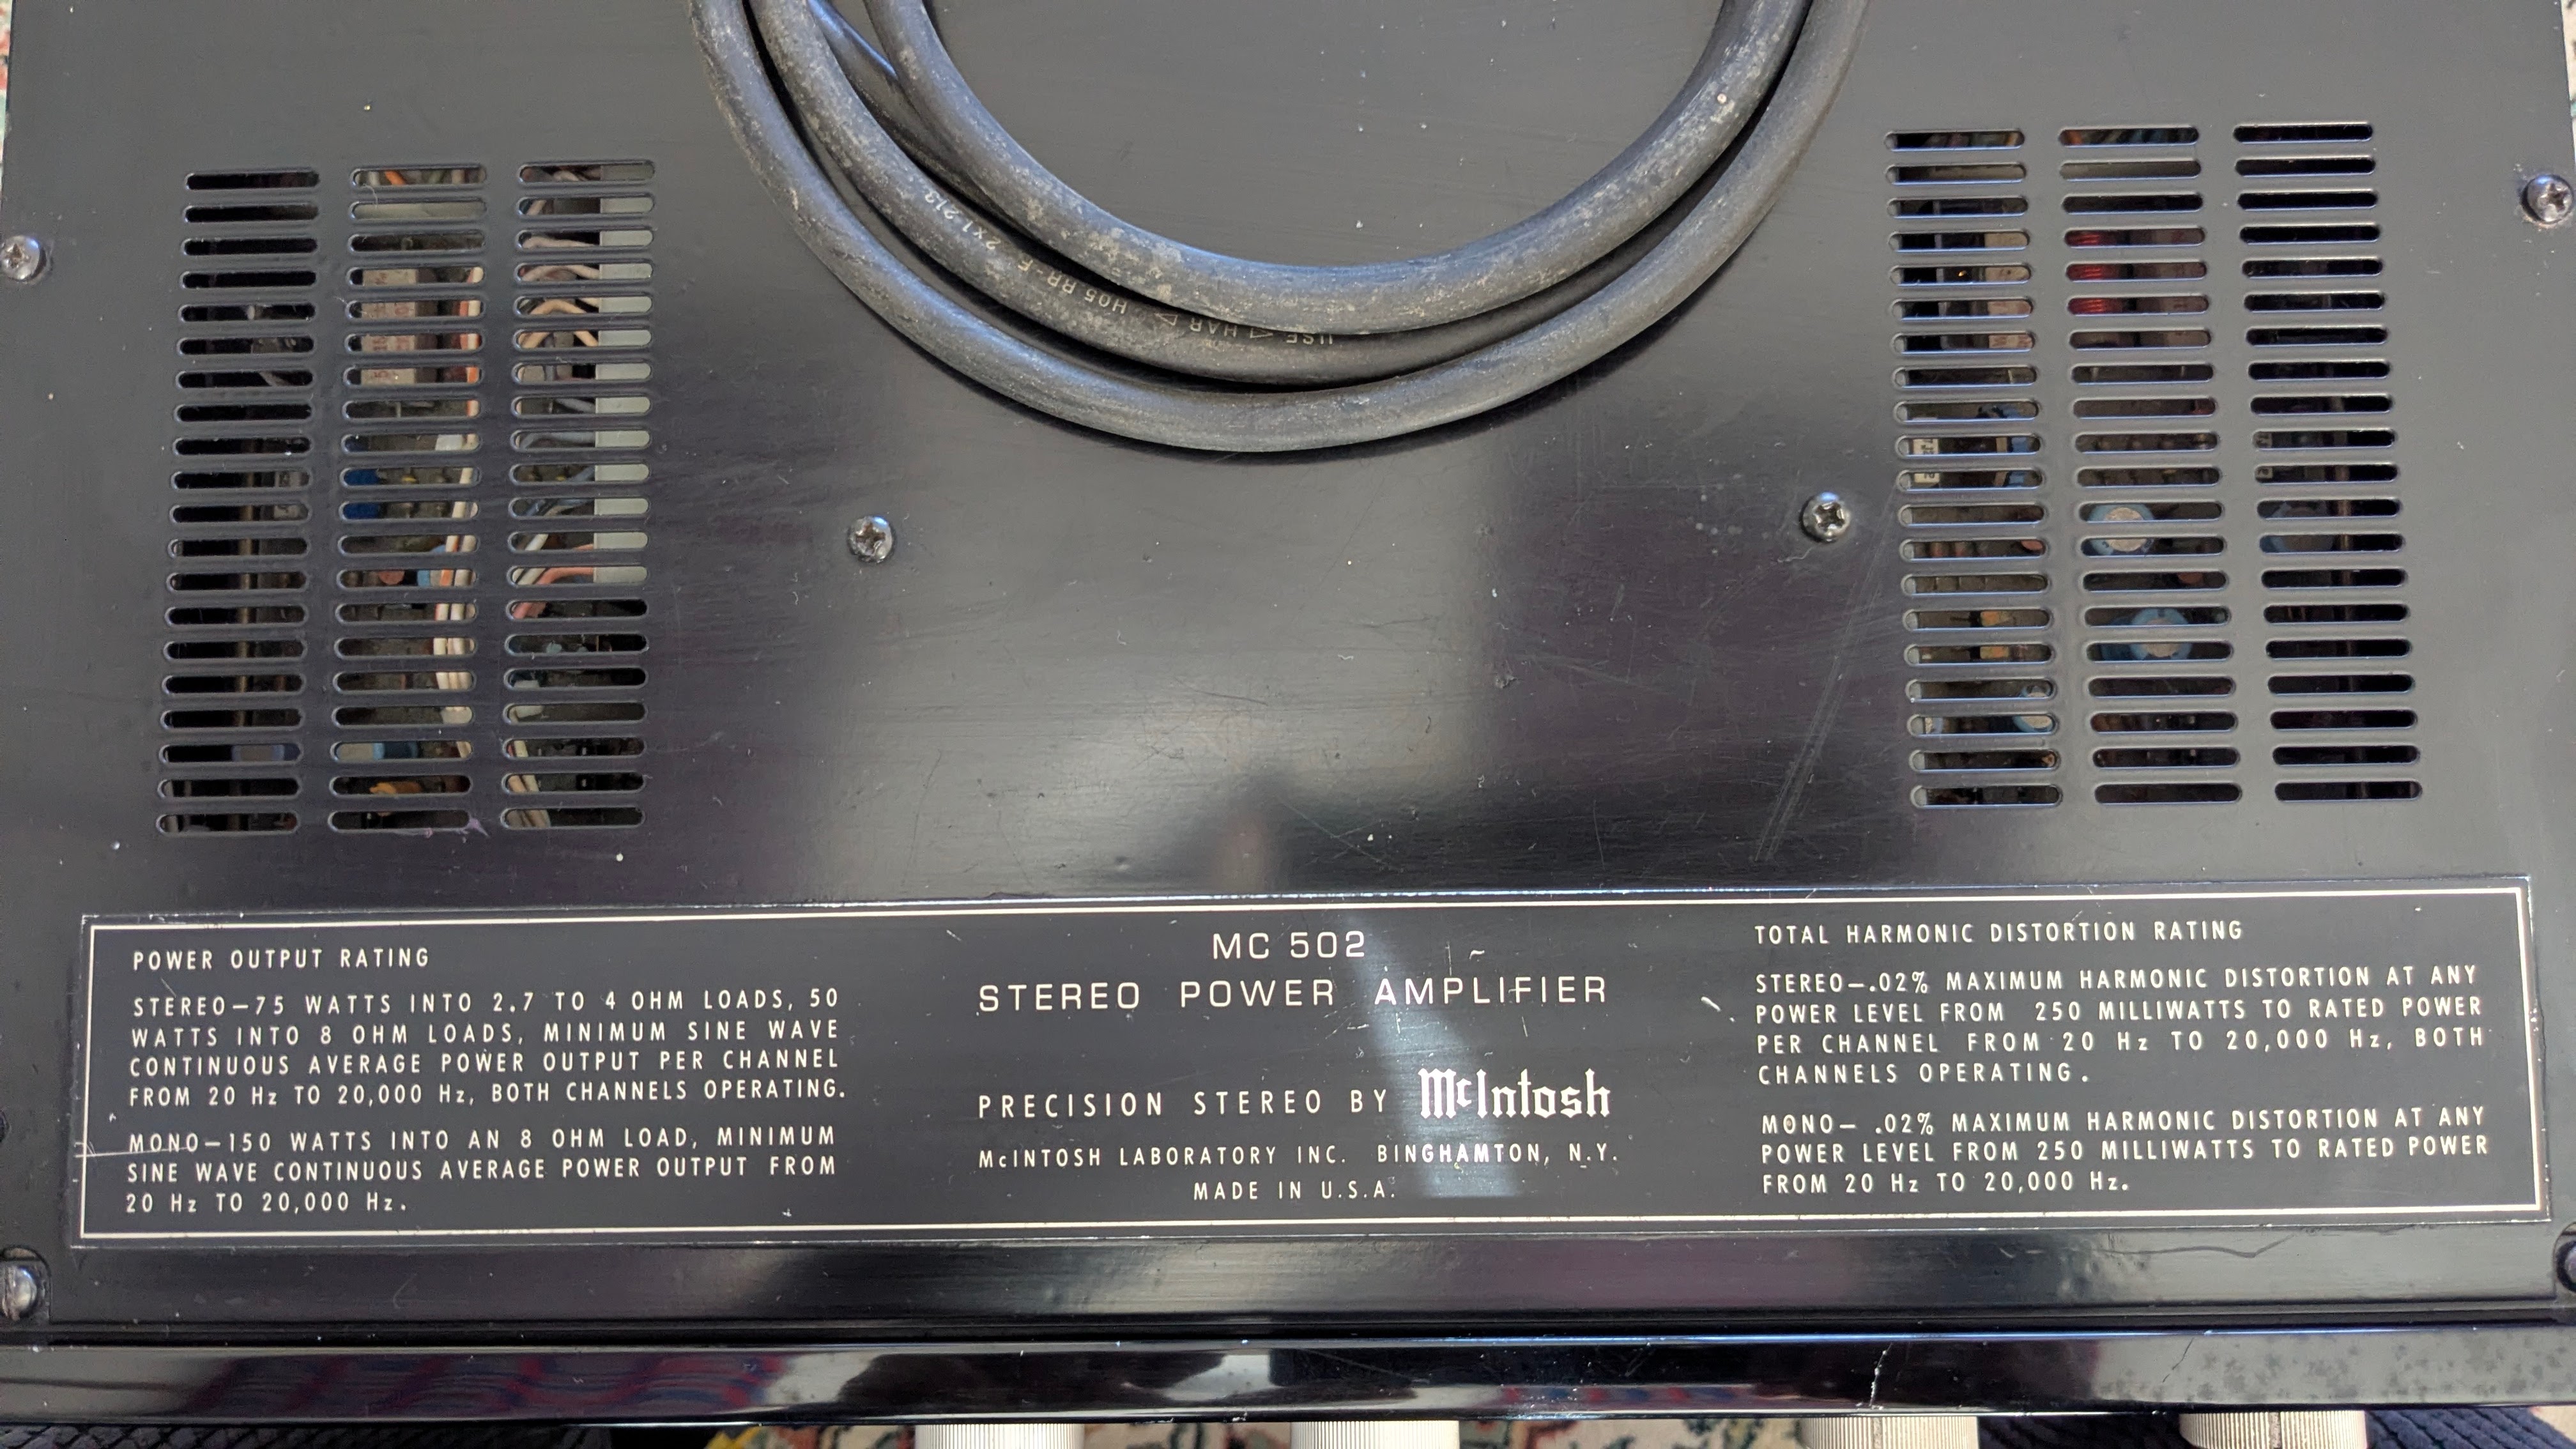 2x1.213
H05 RR-F
USE ◁ HAR ▷
POWER OUTPUT RATING
STEREO—75 WATTS INTO 2.7 TO 4 OHM LOADS, 50
WATTS INTO 8 OHM LOADS, MINIMUM SINE WAVE
CONTINUOUS AVERAGE POWER OUTPUT PER CHANNEL
FROM 20 Hz TO 20,000 Hz, BOTH CHANNELS OPERATING.
MONO—150 WATTS INTO AN 8 OHM LOAD, MINIMUM
SINE WAVE CONTINUOUS AVERAGE POWER OUTPUT FROM
20 Hz TO 20,000 Hz.
MC 502
STEREO POWER AMPLIFIER
PRECISION STEREO BY McIntosh
McINTOSH LABORATORY INC. BINGHAMTON, N.Y.
MADE IN U.S.A.
TOTAL HARMONIC DISTORTION RATING
STEREO—.02% MAXIMUM HARMONIC DISTORTION AT ANY
POWER LEVEL FROM 250 MILLIWATTS TO RATED POWER
PER CHANNEL FROM 20 Hz TO 20,000 Hz, BOTH
CHANNELS OPERATING.
MONO— .02% MAXIMUM HARMONIC DISTORTION AT ANY
POWER LEVEL FROM 250 MILLIWATTS TO RATED POWER
FROM 20 Hz TO 20,000 Hz.